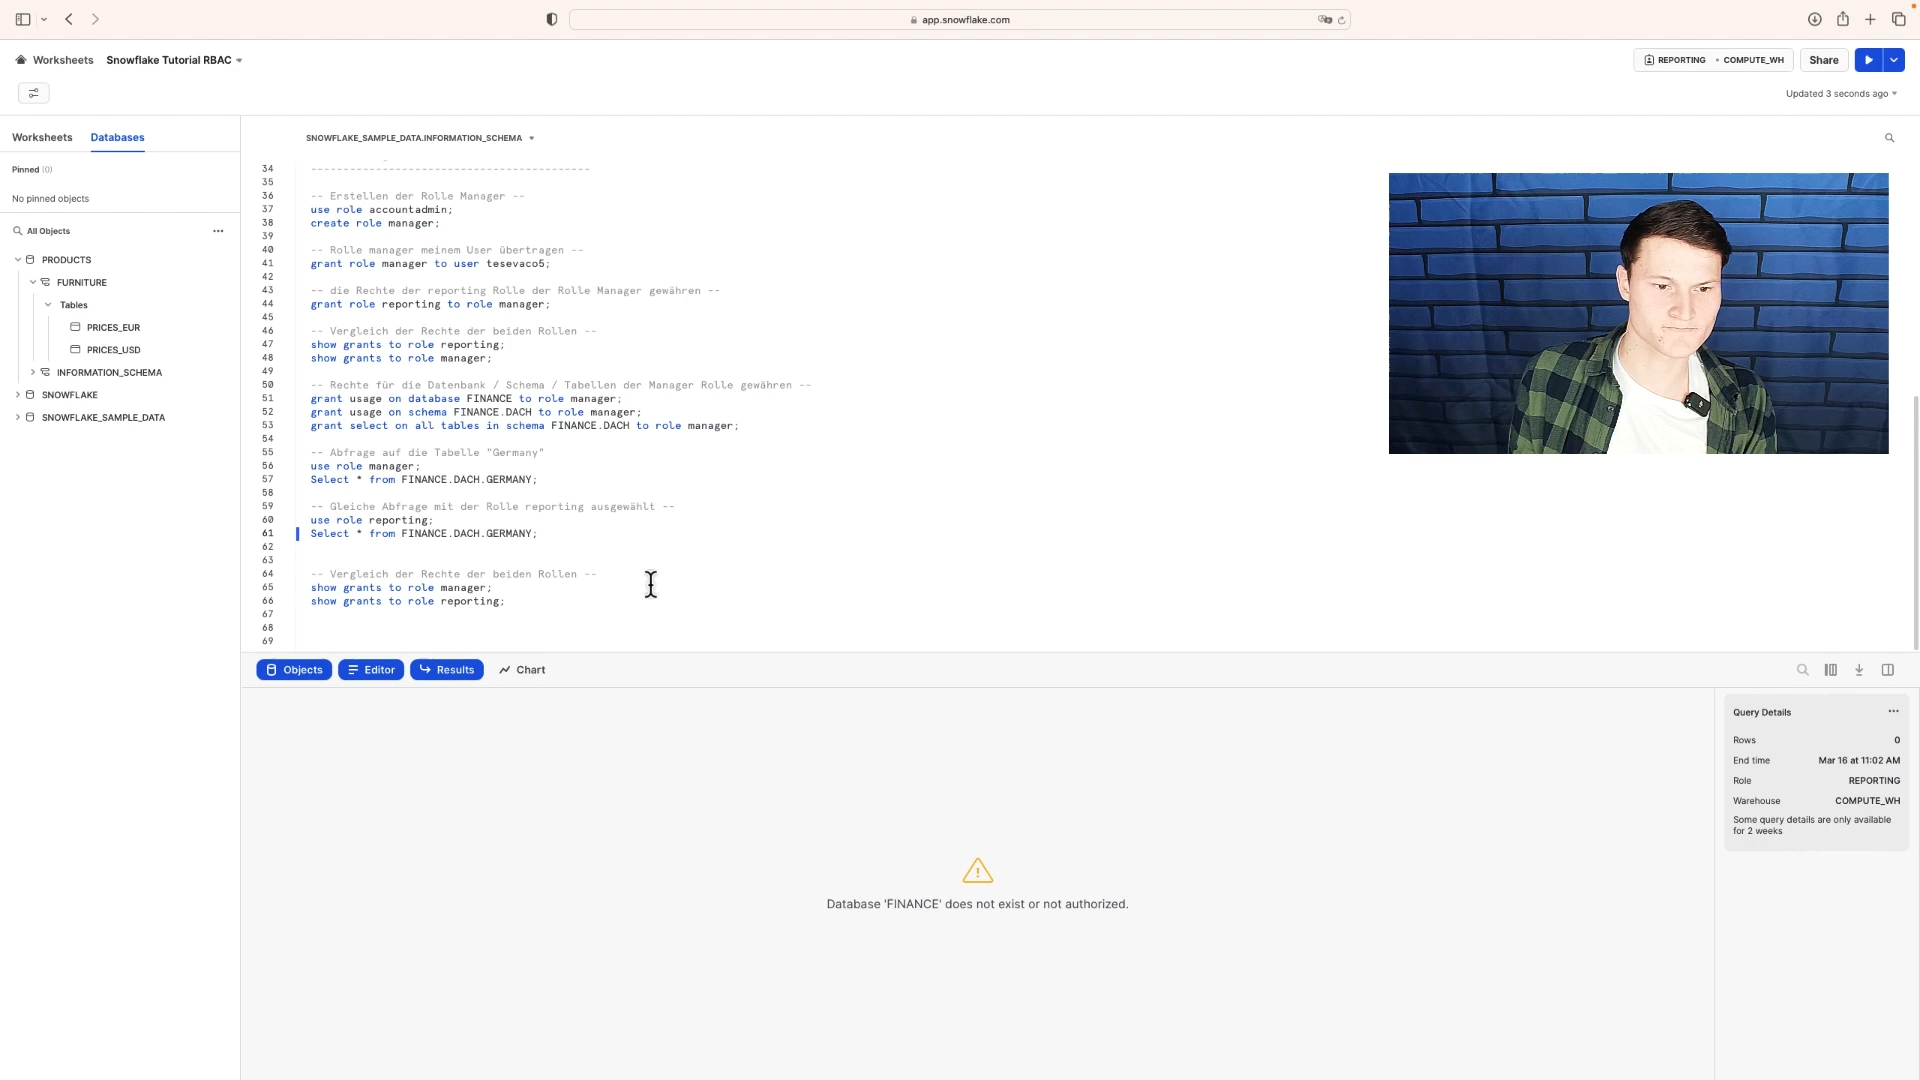 app.snowflake.com
Worksheets Snowflake Tutorial RBAC
REPORTING • COMPUTE_WH Share
Updated 3 seconds ago
Worksheets Databases
Pinned (0)
No pinned objects
All Objects
PRODUCTS
FURNITURE
Tables
PRICES_EUR
PRICES_USD
INFORMATION_SCHEMA
SNOWFLAKE
SNOWFLAKE_SAMPLE_DATA
SNOWFLAKE_SAMPLE_DATA.INFORMATION_SCHEMA
34 -------------------------------------------
35
36 -- Erstellen der Rolle Manager --
37 use role accountadmin;
38 create role manager;
39
40 -- Rolle manager meinem User übertragen --
41 grant role manager to user tesevaco5;
42
43 -- die Rechte der reporting Rolle der Rolle Manager gewähren --
44 grant role reporting to role manager;
45
46 -- Vergleich der Rechte der beiden Rollen --
47 show grants to role reporting;
48 show grants to role manager;
49
50 -- Rechte für die Datenbank / Schema / Tabellen der Manager Rolle gewähren --
51 grant usage on database FINANCE to role manager;
52 grant usage on schema FINANCE.DACH to role manager;
53 grant select on all tables in schema FINANCE.DACH to role manager;
54
55 -- Abfrage auf die Tabelle "Germany"
56 use role manager;
57 Select * from FINANCE.DACH.GERMANY;
58
59 -- Gleiche Abfrage mit der Rolle reporting ausgewählt --
60 use role reporting;
61 Select * from FINANCE.DACH.GERMANY;
62
63
64 -- Vergleich der Rechte der beiden Rollen --
65 show grants to role manager;
66 show grants to role reporting;
67
68
69
Objects Editor Results Chart
Database 'FINANCE' does not exist or not authorized.
Query Details
Rows 0
End time Mar 16 at 11:02 AM
Role REPORTING
Warehouse COMPUTE_WH
Some query details are only available
for 2 weeks